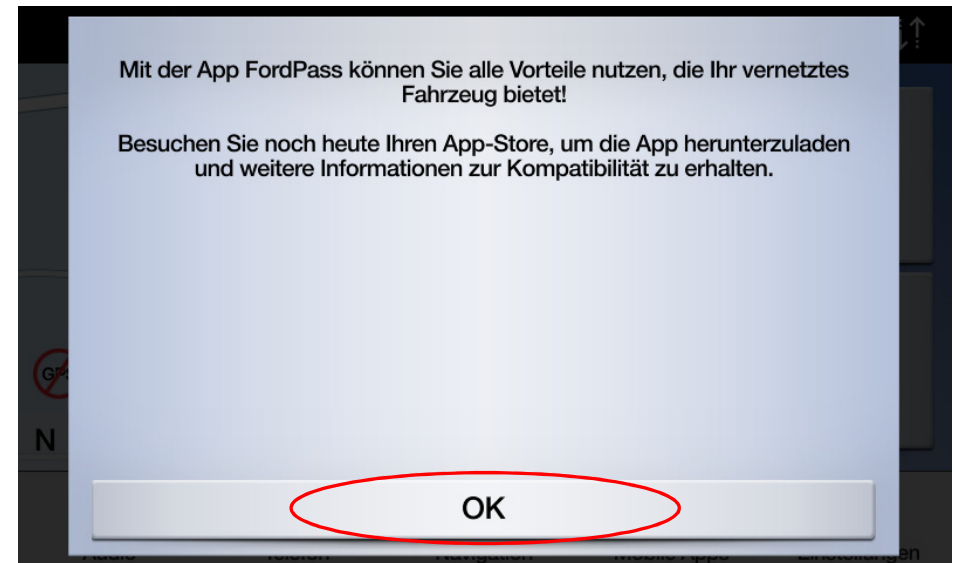 Mit der App FordPass können Sie alle Vorteile nutzen, die Ihr vernetztes
Fahrzeug bietet!
Besuchen Sie noch heute Ihren App-Store, um die App herunterzuladen
und weitere Informationen zur Kompatibilität zu erhalten.
N
OK